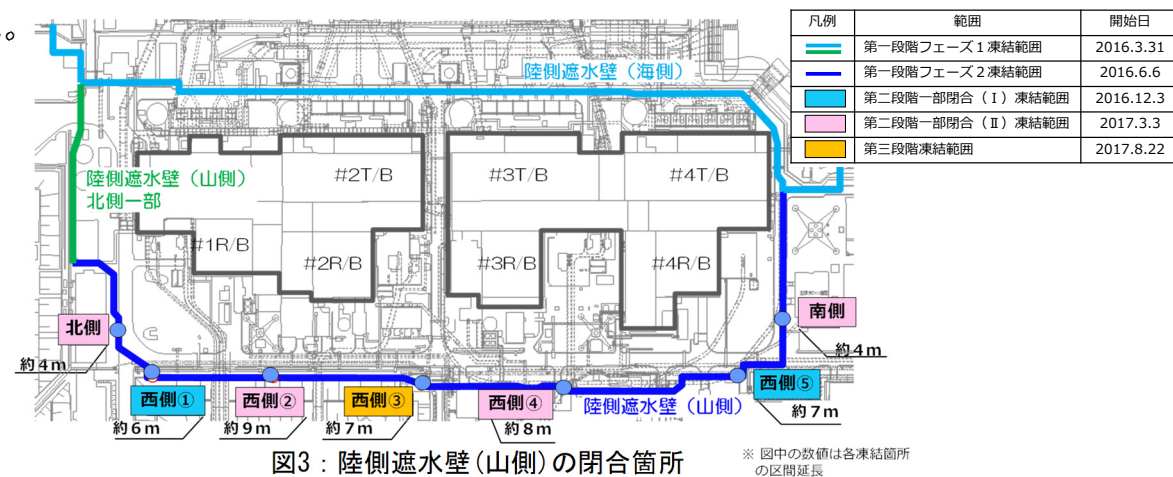 。
凡例 範囲 開始日
第一段階フェーズ1凍結範囲 2016.3.31
第一段階フェーズ2凍結範囲 2016.6.6
第二段階一部閉合（Ⅰ）凍結範囲 2016.12.3
第二段階一部閉合（Ⅱ）凍結範囲 2017.3.3
第三段階凍結範囲 2017.8.22
陸側遮水壁（海側）
陸側遮水壁（山側）
北側一部
#2T/B
#3T/B
#4T/B
#1R/B
#2R/B
#3R/B
#4R/B
北側
約4m
南側
約4m
西側①
約6m
西側②
約9m
西側③
約7m
西側④
約8m
西側⑤
約7m
陸側遮水壁（山側）
図3：陸側遮水壁(山側)の閉合箇所
※ 図中の数値は各凍結箇所
の区間延長